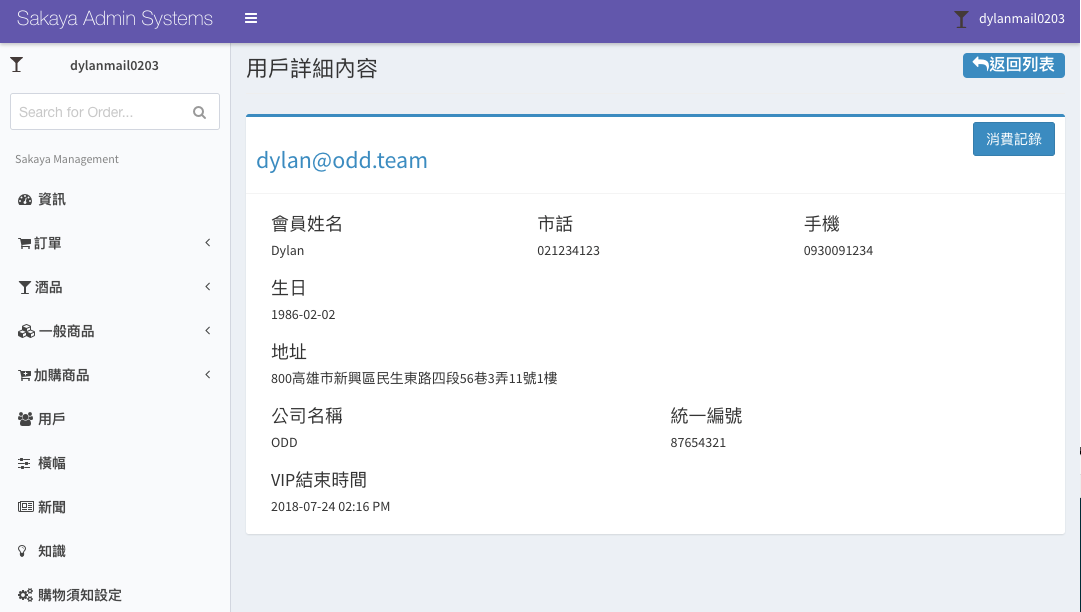 Sakaya Admin Systems
dylanmail0203
dylanmail0203
Search for Order...
Sakaya Management
資訊
訂單
酒品
一般商品
加購商品
用戶
橫幅
新聞
知識
購物須知設定
用戶詳細內容
返回列表
消費記錄
dylan@odd.team
會員姓名 市話 手機
Dylan 021234123 0930091234
生日
1986-02-02
地址
800高雄市新興區民生東路四段56巷3弄11號1樓
公司名稱 統一編號
ODD 87654321
VIP結束時間
2018-07-24 02:16 PM